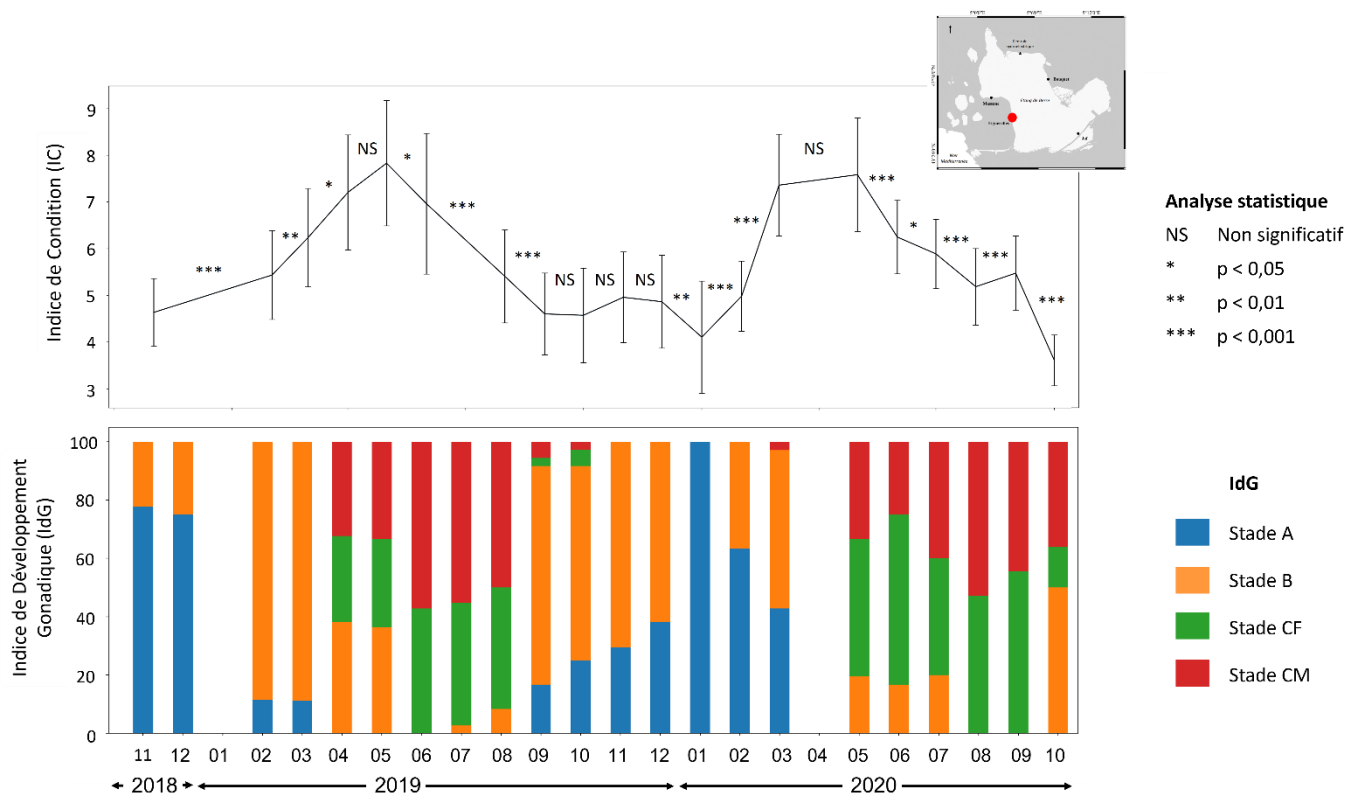 Etang de Berre
Indice de Condition (IC)
9
8
7
6
5
4
3
***
**
*
NS
*
***
***
NS
NS
NS
**
***
***
NS
***
*
***
***
***
Analyse statistique
NS Non significatif
* p < 0,05
** p < 0,01
*** p < 0,001
Indice de Développement
Gonadique (IdG)
100
80
60
40
20
0
IdG
Stade A
Stade B
Stade CF
Stade CM
11 12 01 02 03 04 05 06 07 08 09 10 11 12 01 02 03 04 05 06 07 08 09 10
2018 2019 2020